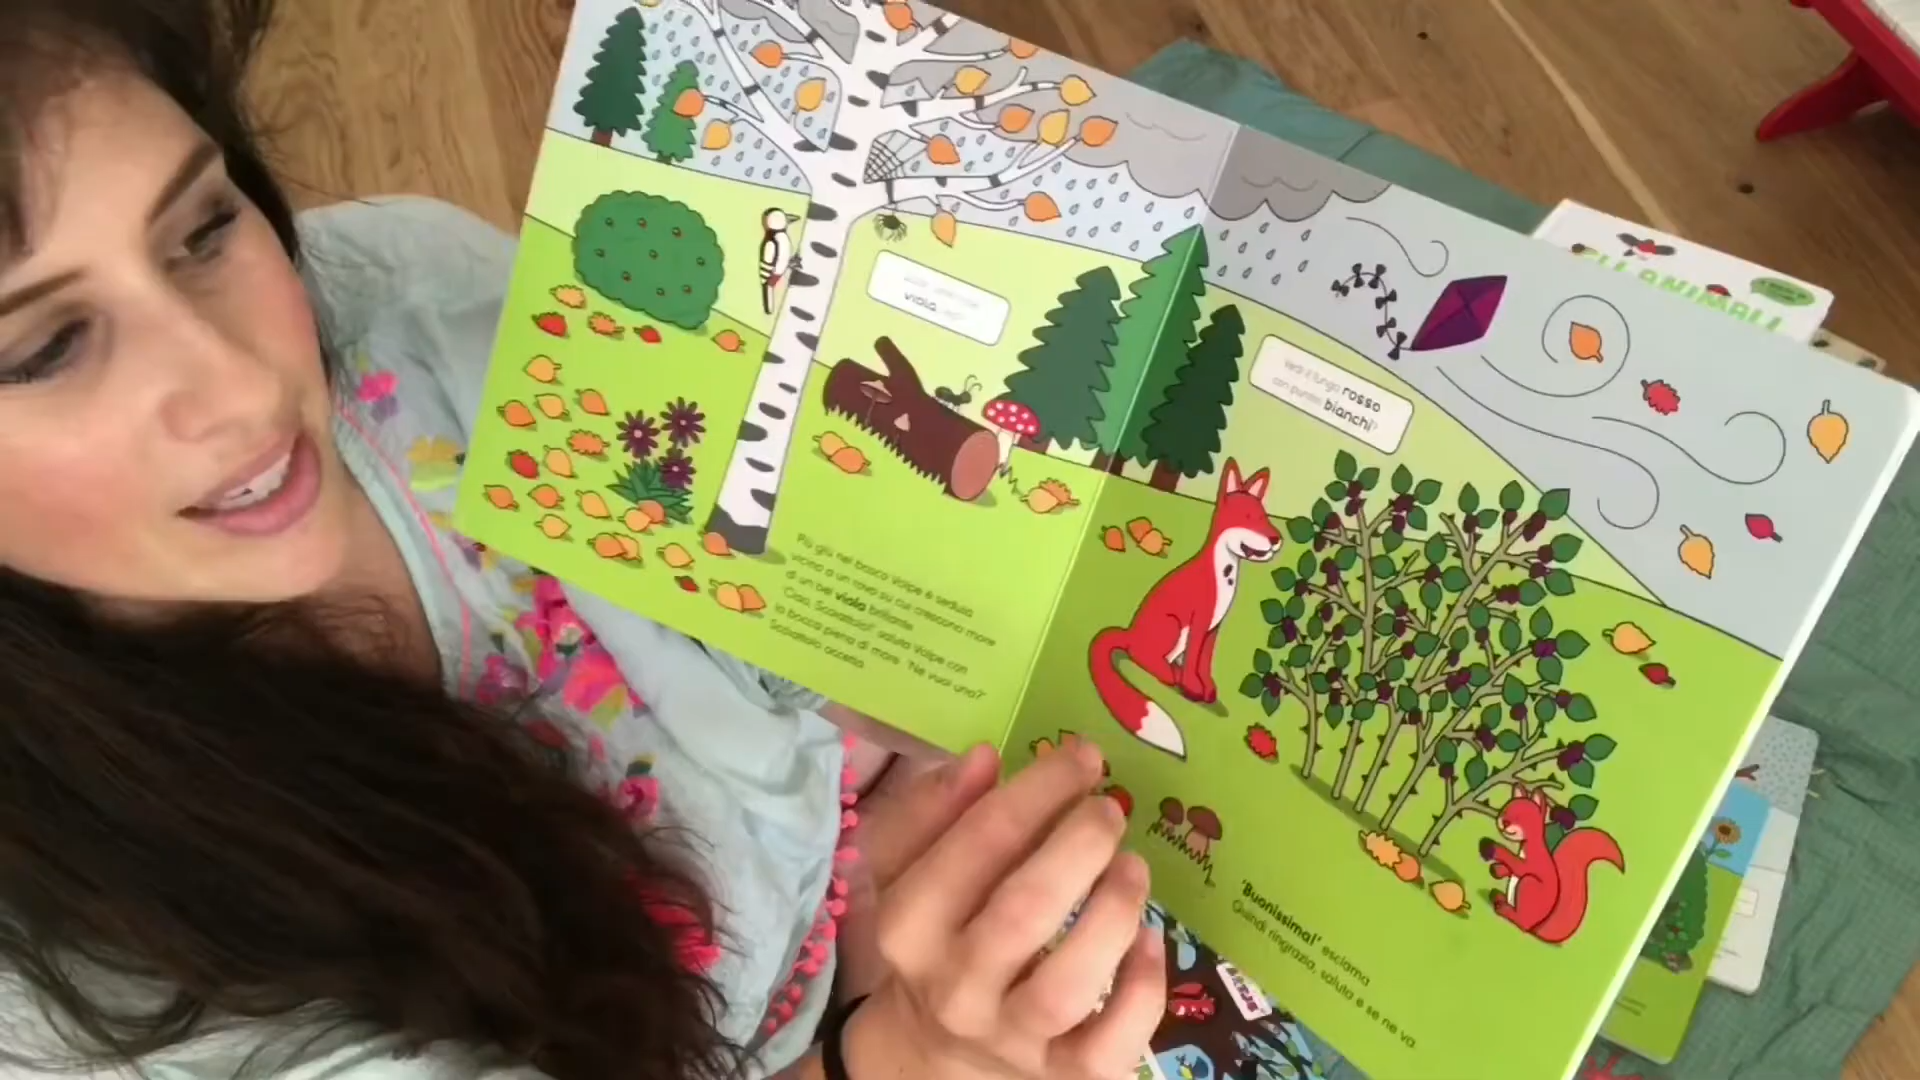 viola
Vedi il fungo rosso
con puntini bianchi?
Più giù nel bosco Volpe è seduta
vicino a un rovo su cui crescono more
di un bel viola brillante.
"Ciao, Scoiattolo!" saluta Volpe con
la bocca piena di more. "Ne vuoi una?"
Scoiattolo accetta.
"Buonissima!" esclama
Quindi ringrazia, saluta e se ne va
GLI ANIMALI